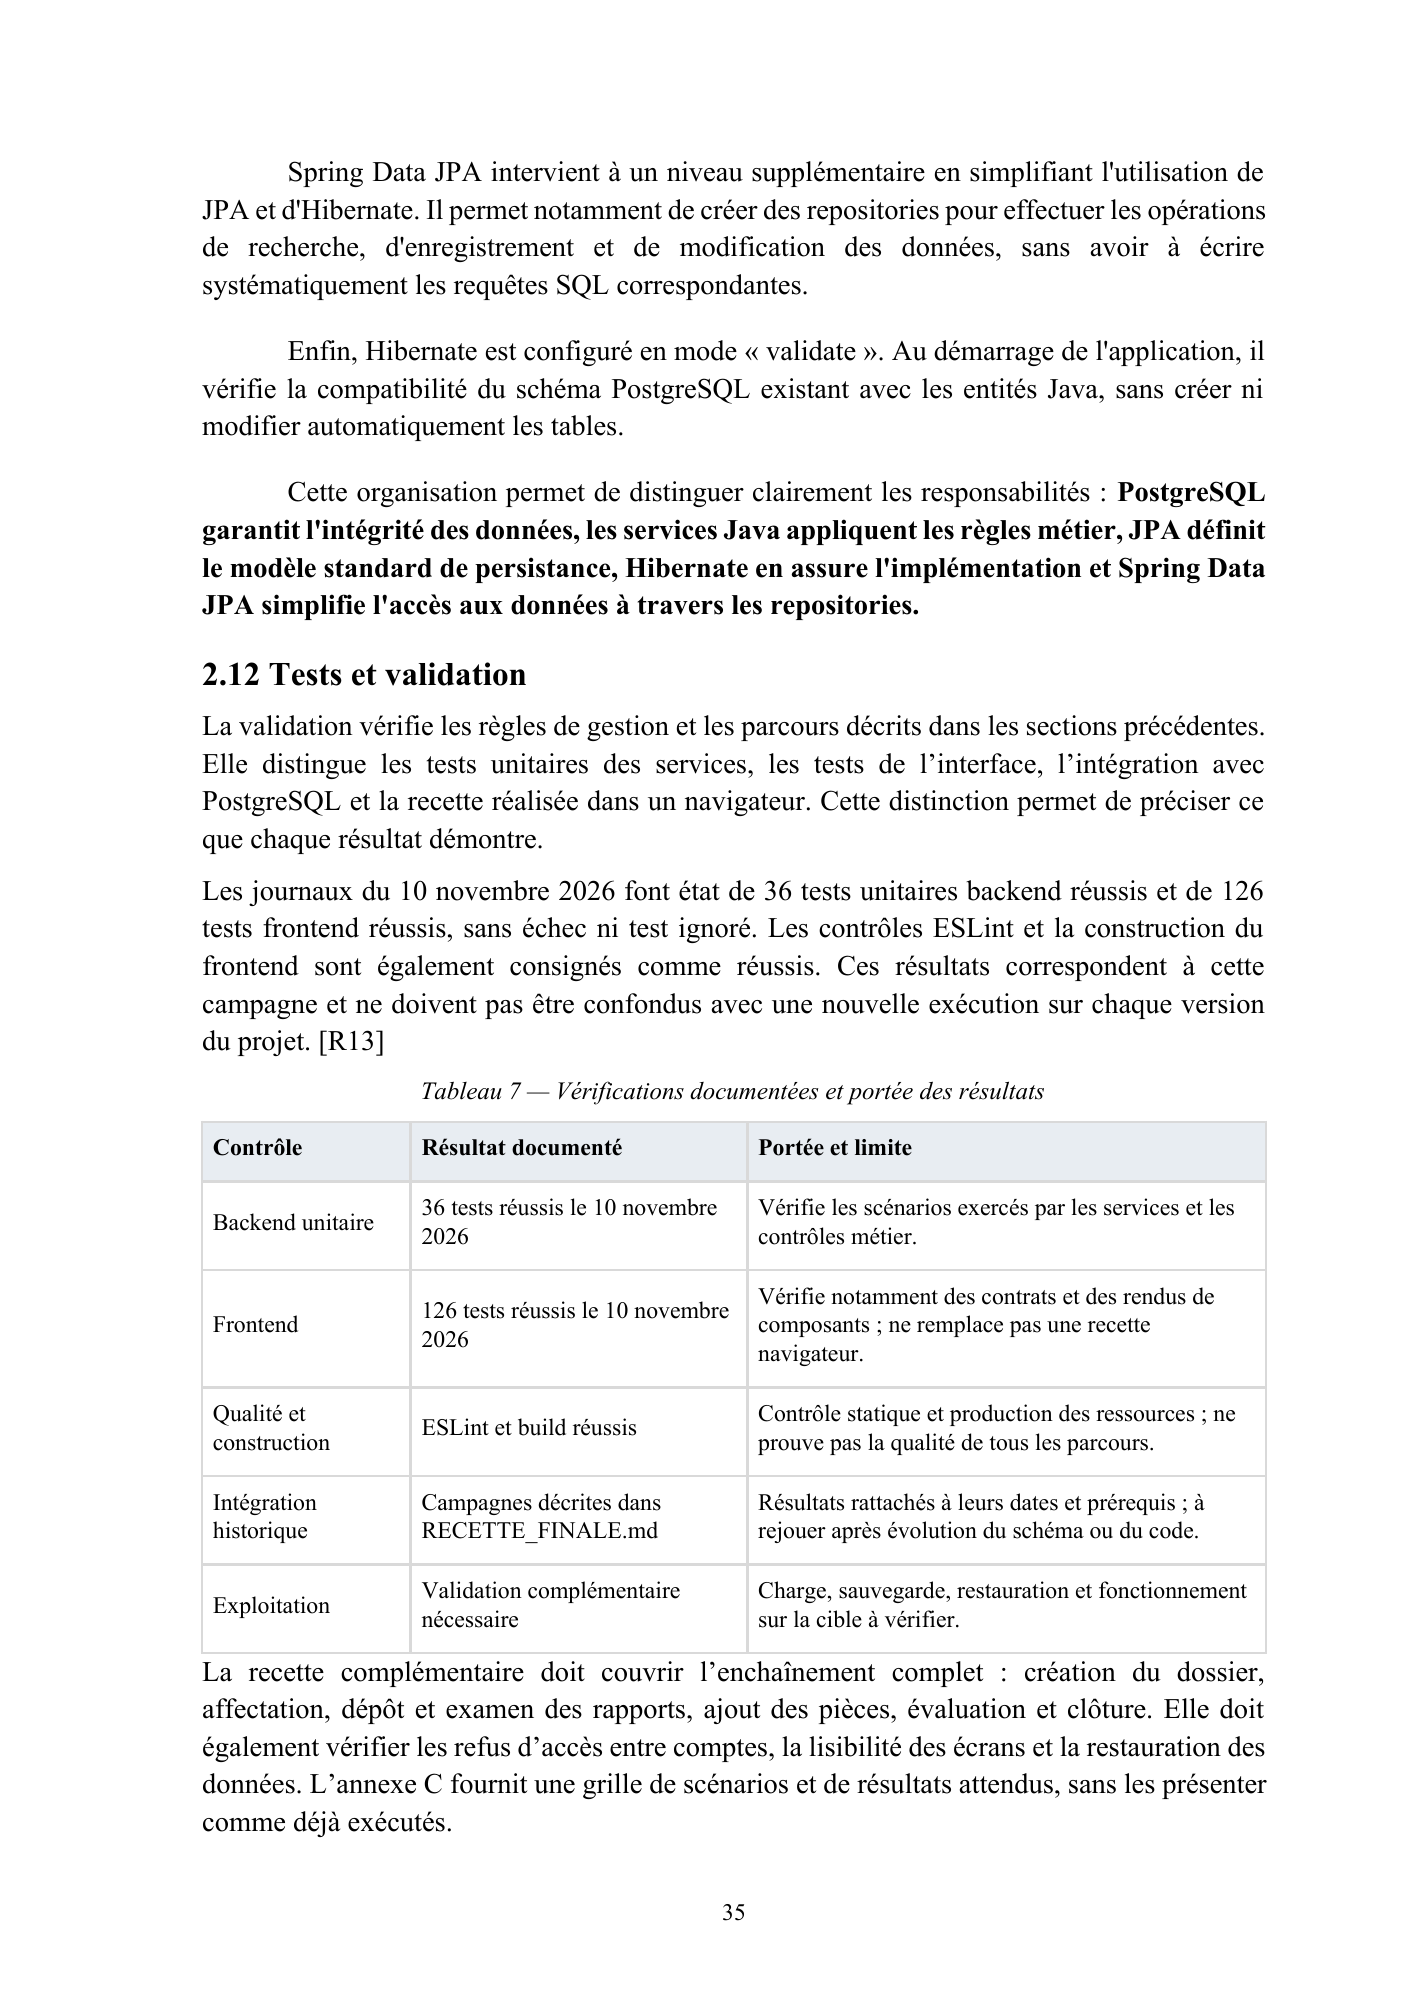 Spring Data JPA intervient à un niveau supplémentaire en simplifiant l'utilisation de
JPA et d'Hibernate. Il permet notamment de créer des repositories pour effectuer les opérations
de recherche, d'enregistrement et de modification des données, sans avoir à écrire
systématiquement les requêtes SQL correspondantes.
Enfin, Hibernate est configuré en mode « validate ». Au démarrage de l'application, il
vérifie la compatibilité du schéma PostgreSQL existant avec les entités Java, sans créer ni
modifier automatiquement les tables.
Cette organisation permet de distinguer clairement les responsabilités : PostgreSQL
garantit l'intégrité des données, les services Java appliquent les règles métier, JPA définit
le modèle standard de persistance, Hibernate en assure l'implémentation et Spring Data
JPA simplifie l'accès aux données à travers les repositories.
2.12 Tests et validation
La validation vérifie les règles de gestion et les parcours décrits dans les sections précédentes.
Elle distingue les tests unitaires des services, les tests de l’interface, l’intégration avec
PostgreSQL et la recette réalisée dans un navigateur. Cette distinction permet de préciser ce
que chaque résultat démontre.
Les journaux du 10 novembre 2026 font état de 36 tests unitaires backend réussis et de 126
tests frontend réussis, sans échec ni test ignoré. Les contrôles ESLint et la construction du
frontend sont également consignés comme réussis. Ces résultats correspondent à cette
campagne et ne doivent pas être confondus avec une nouvelle exécution sur chaque version
du projet. [R13]
Tableau 7 — Vérifications documentées et portée des résultats
Contrôle
Résultat documenté
Portée et limite
Backend unitaire
36 tests réussis le 10 novembre
2026
Vérifie les scénarios exercés par les services et les
contrôles métier.
Frontend
126 tests réussis le 10 novembre
2026
Vérifie notamment des contrats et des rendus de
composants ; ne remplace pas une recette
navigateur.
Qualité et
construction
ESLint et build réussis
Contrôle statique et production des ressources ; ne
prouve pas la qualité de tous les parcours.
Intégration
historique
Campagnes décrites dans
RECETTE_FINALE.md
Résultats rattachés à leurs dates et prérequis ; à
rejouer après évolution du schéma ou du code.
Exploitation
Validation complémentaire
nécessaire
Charge, sauvegarde, restauration et fonctionnement
sur la cible à vérifier.
La recette complémentaire doit couvrir l’enchaînement complet : création du dossier,
affectation, dépôt et examen des rapports, ajout des pièces, évaluation et clôture. Elle doit
également vérifier les refus d’accès entre comptes, la lisibilité des écrans et la restauration des
données. L’annexe C fournit une grille de scénarios et de résultats attendus, sans les présenter
comme déjà exécutés.
35